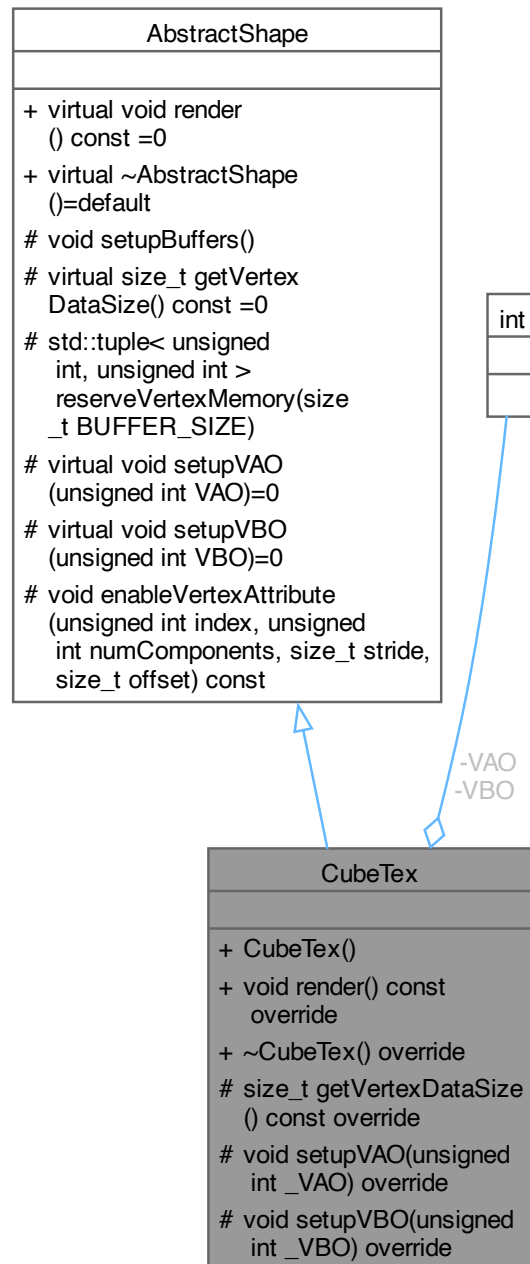 AbstractShape
+ virtual void render
() const =0
+ virtual ~AbstractShape
()=default
# void setupBuffers()
# virtual size_t getVertex
DataSize() const =0
# std::tuple< unsigned
int, unsigned int >
reserveVertexMemory(size
_t BUFFER_SIZE)
# virtual void setupVAO
(unsigned int VAO)=0
# virtual void setupVBO
(unsigned int VBO)=0
# void enableVertexAttribute
(unsigned int index, unsigned
int numComponents, size_t stride,
size_t offset) const
int
-VAO
-VBO
CubeTex
+ CubeTex()
+ void render() const
override
+ ~CubeTex() override
# size_t getVertexDataSize
() const override
# void setupVAO(unsigned
int _VAO) override
# void setupVBO(unsigned
int _VBO) override